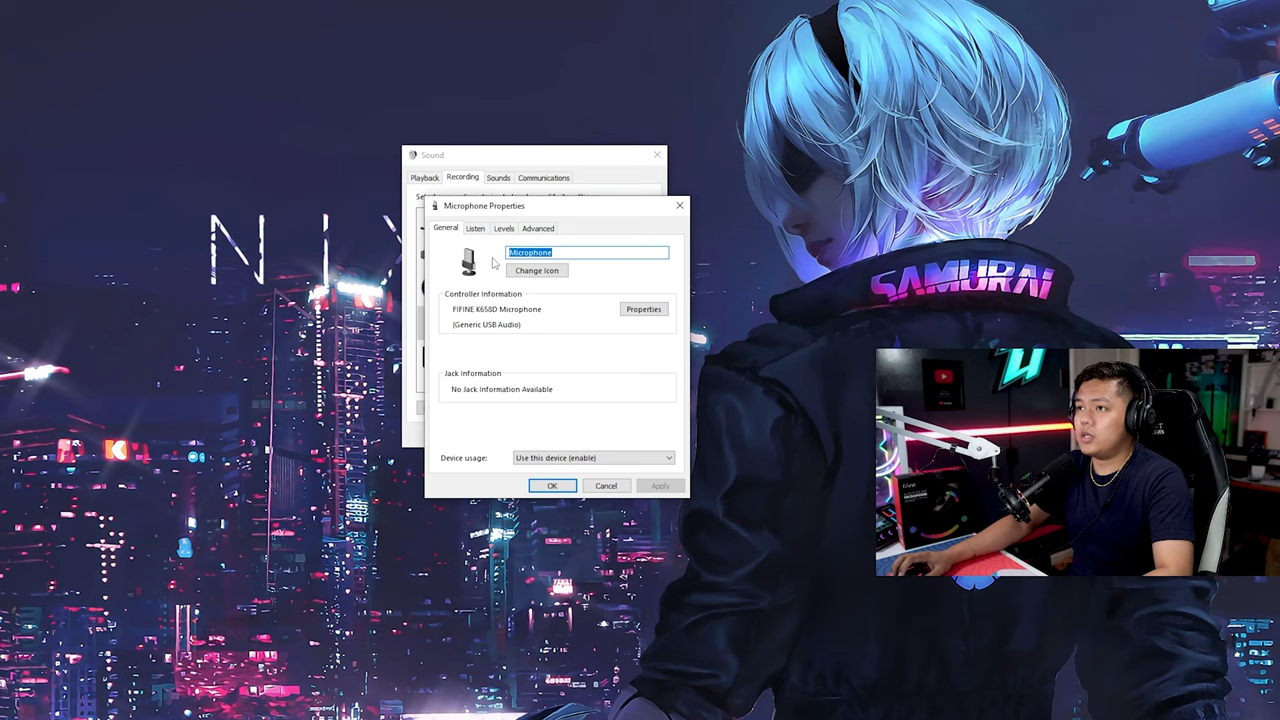 Sound
Playback
Recording
Sounds
Communications
Microphone Properties
General
Listen
Levels
Advanced
Microphone
Change Icon
Controller Information
FIFINE K658D Microphone
Properties
(Generic USB Audio)
Jack Information
No Jack Information Available
Device usage:
Use this device (enable)
OK
Cancel
Apply
SAMURAI